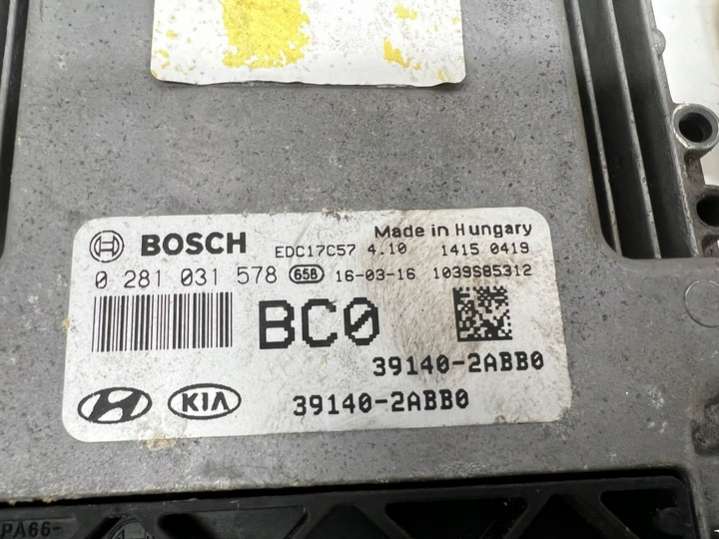 BOSCH EDC17C57 4.10 Made in Hungary 1415 0419
0 281 031 578 658 16-03-16 1039S85312
BC0
39140-2ABB0
KIA 39140-2ABB0
PA66-